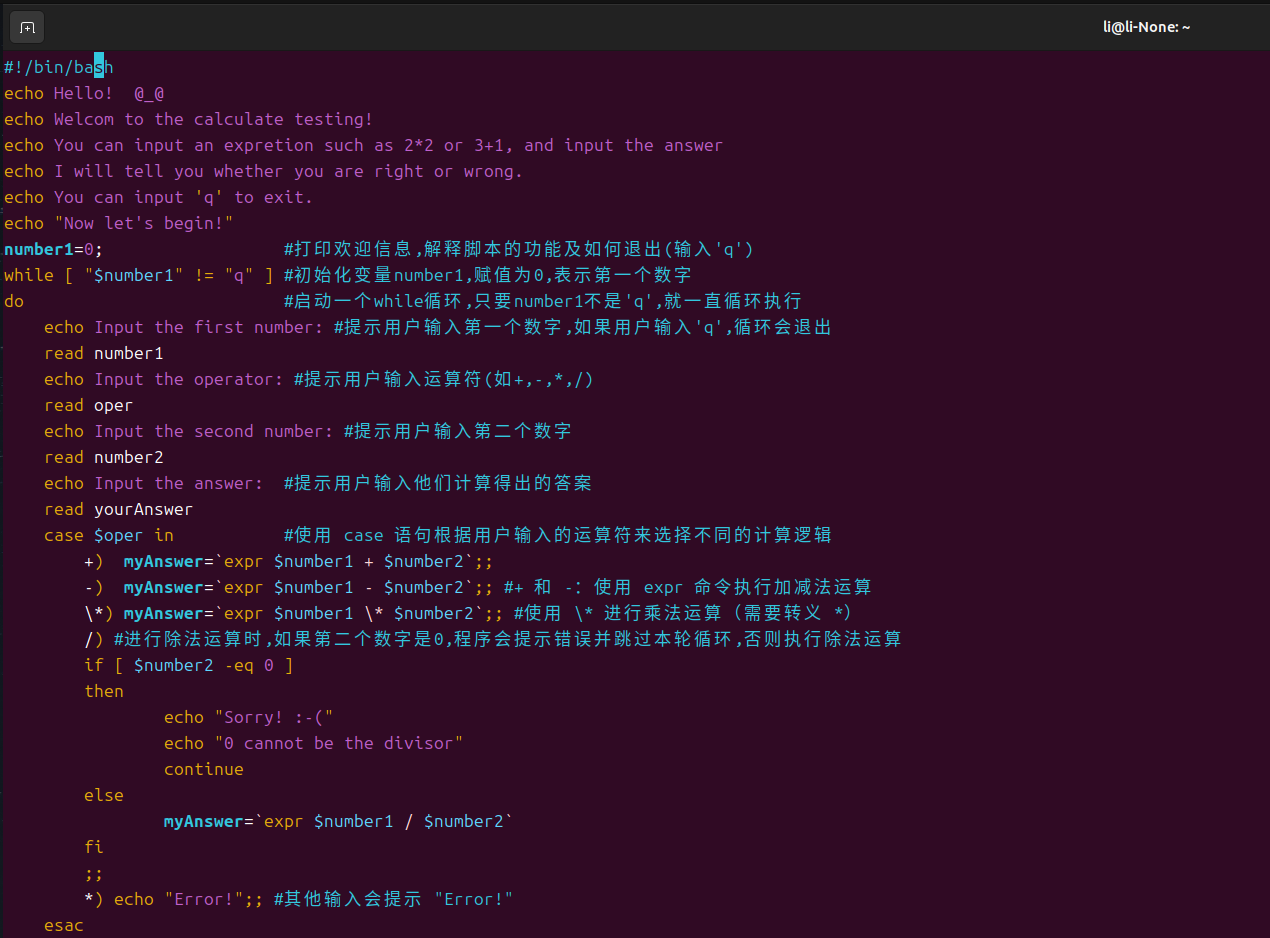 li@li-None: ~
#!/bin/bash
echo Hello!  @_@
echo Welcom to the calculate testing!
echo You can input an expretion such as 2*2 or 3+1, and input the answer
echo I will tell you whether you are right or wrong.
echo You can input 'q' to exit.
echo "Now let's begin!"
number1=0;                  #打印欢迎信息,解释脚本的功能及如何退出(输入'q')
while [ "$number1" != "q" ] #初始化变量number1,赋值为0,表示第一个数字
do                          #启动一个while循环,只要number1不是'q',就一直循环执行
    echo Input the first number: #提示用户输入第一个数字,如果用户输入'q',循环会退出
    read number1
    echo Input the operator: #提示用户输入运算符(如+,-,*,/)
    read oper
    echo Input the second number: #提示用户输入第二个数字
    read number2
    echo Input the answer:  #提示用户输入他们计算得出的答案
    read yourAnswer
    case $oper in           #使用 case 语句根据用户输入的运算符来选择不同的计算逻辑
        +)  myAnswer=`expr $number1 + $number2`;;
        -)  myAnswer=`expr $number1 - $number2`;; #+ 和 -：使用 expr 命令执行加减法运算
        \*) myAnswer=`expr $number1 \* $number2`;; #使用 \* 进行乘法运算（需要转义 *）
        /) #进行除法运算时,如果第二个数字是0,程序会提示错误并跳过本轮循环,否则执行除法运算
        if [ $number2 -eq 0 ]
        then
                echo "Sorry! :-("
                echo "0 cannot be the divisor"
                continue
        else
                myAnswer=`expr $number1 / $number2`
        fi
        ;;
        *) echo "Error!";; #其他输入会提示 "Error!"
    esac